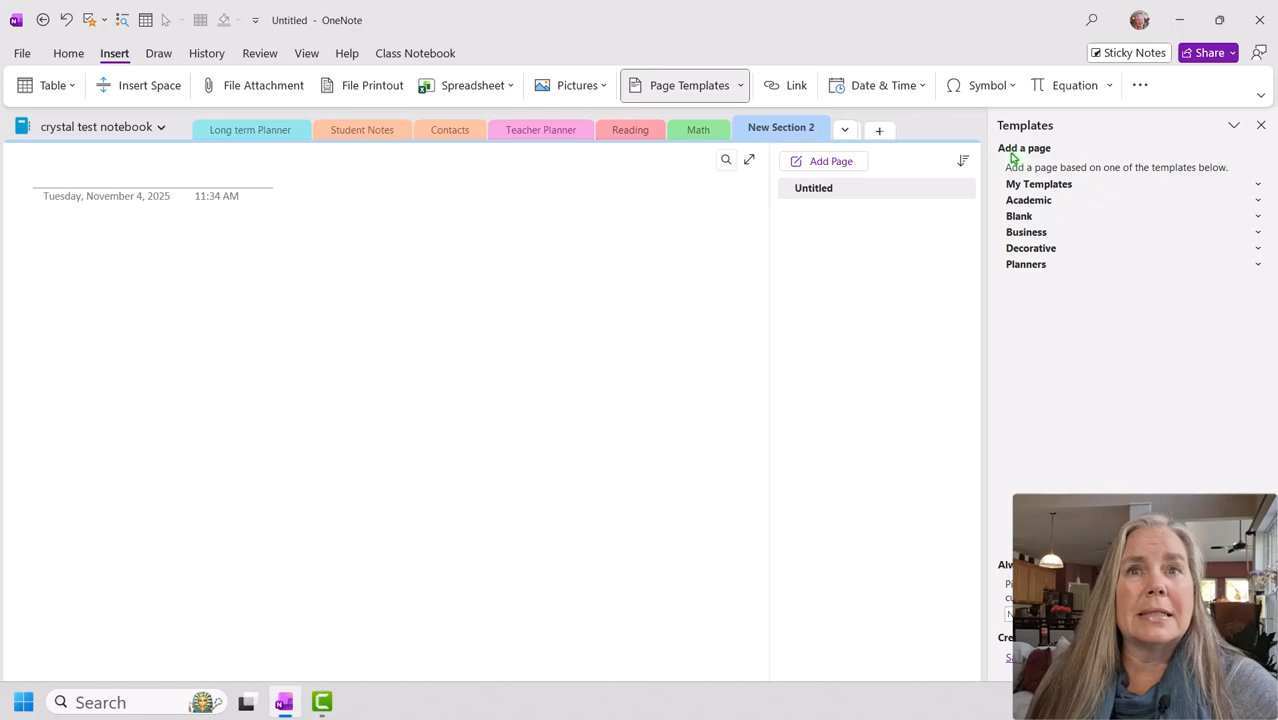 Untitled - OneNote
File Home Insert Draw History Review View Help Class Notebook
Sticky Notes Share
Table Insert Space File Attachment File Printout Spreadsheet Pictures Page Templates Link Date & Time Symbol Equation
crystal test notebook Long term Planner Student Notes Contacts Teacher Planner Reading Math New Section 2
Templates
Add a page
Add a page based on one of the templates below.
My Templates
Academic
Blank
Business
Decorative
Planners
Add Page
Untitled
Tuesday, November 4, 2025 11:34 AM
Search